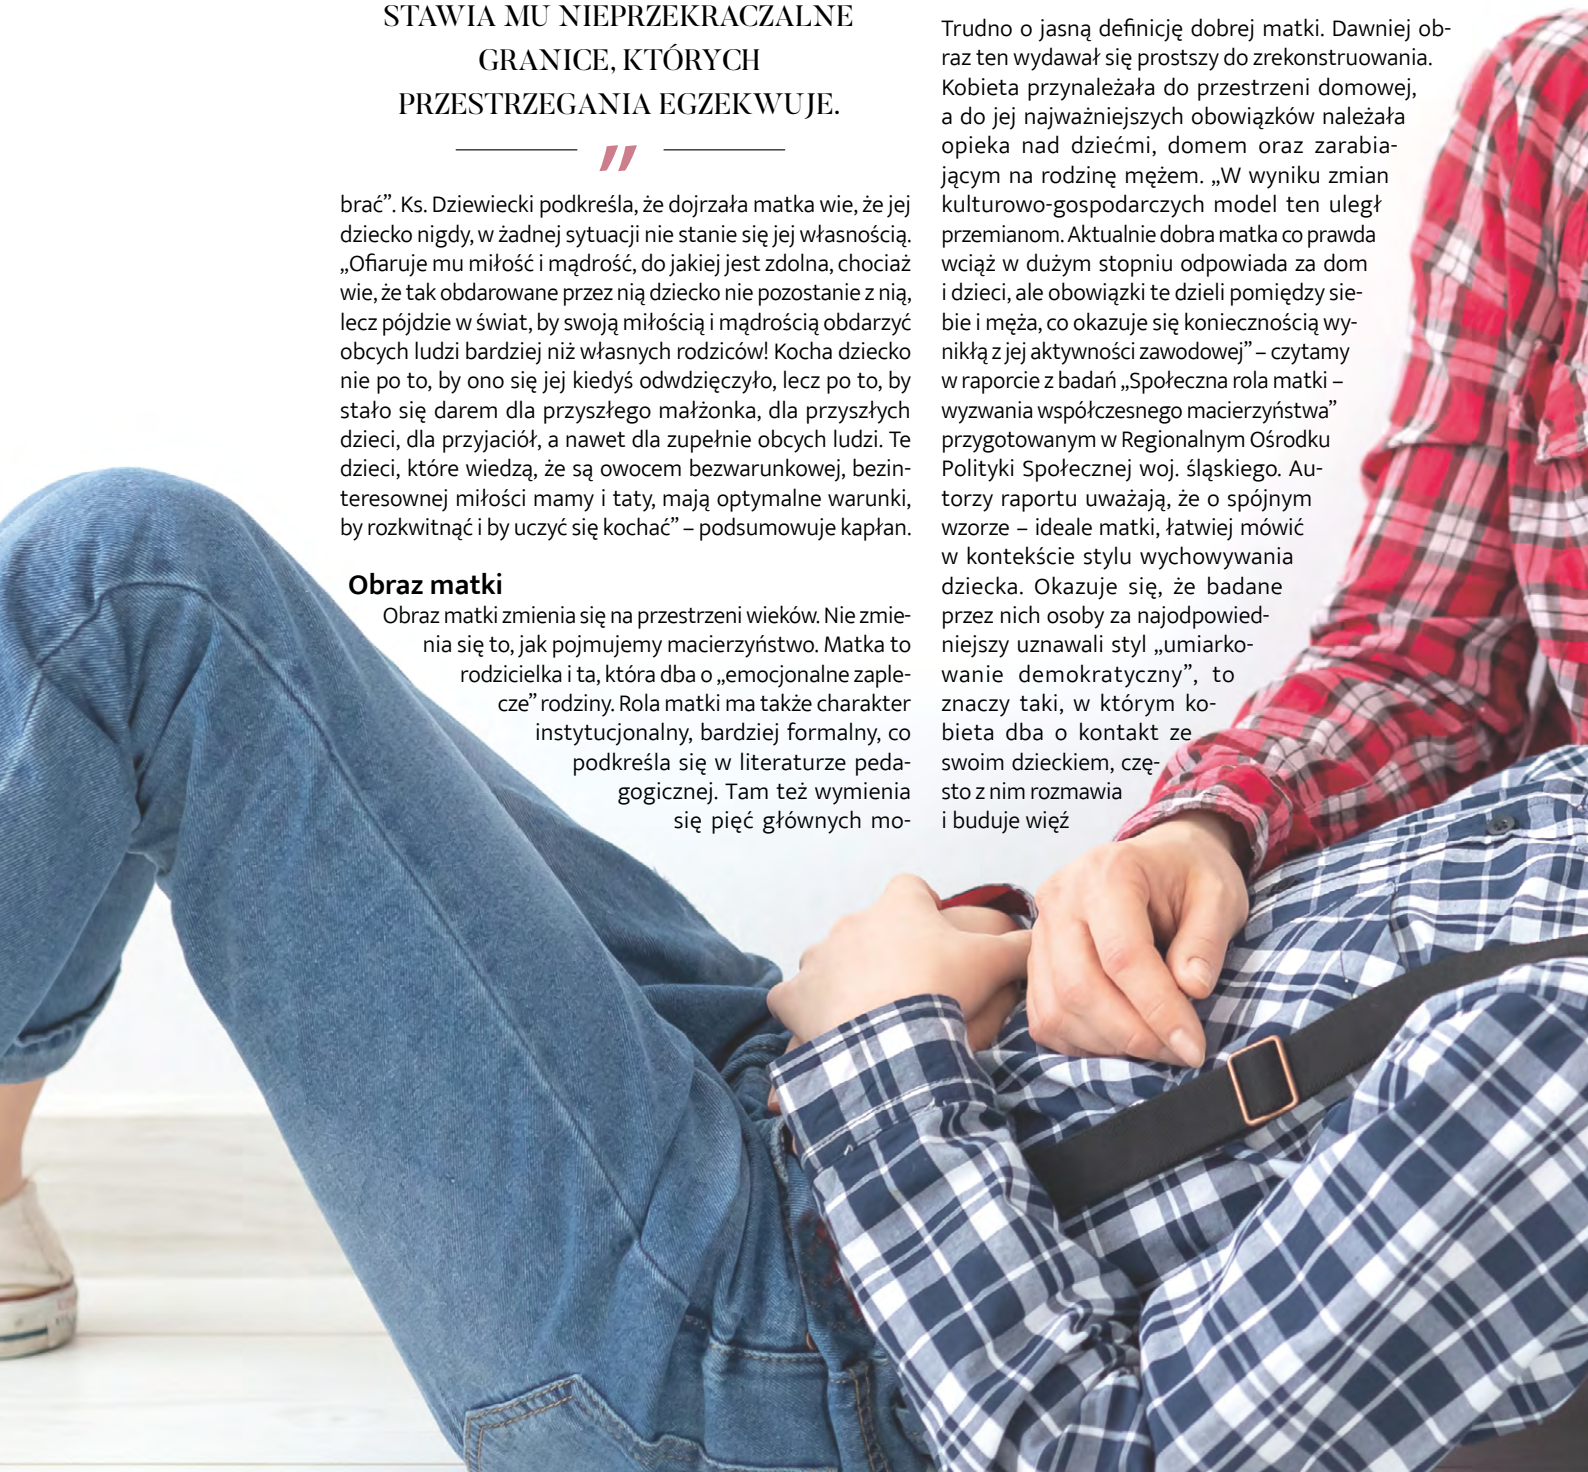 STAWIA MU NIEPRZEKRACZALNE
GRANICE, KTÓRYCH
PRZESTRZEGANIA EGZEKWUJE.
”
brać”. Ks. Dziewiecki podkreśla, że dojrzała matka wie, że jej
dziecko nigdy, w żadnej sytuacji nie stanie się jej własnością.
„Ofiaruje mu miłość i mądrość, do jakiej jest zdolna, chociaż
wie, że tak obdarowane przez nią dziecko nie pozostanie z nią,
lecz pójdzie w świat, by swoją miłością i mądrością obdarzyć
obcych ludzi bardziej niż własnych rodziców! Kocha dziecko
nie po to, by ono się jej kiedyś odwdzięczyło, lecz po to, by
stało się darem dla przyszłego małżonka, dla przyszłych
dzieci, dla przyjaciół, a nawet dla zupełnie obcych ludzi. Te
dzieci, które wiedzą, że są owocem bezwarunkowej, bezin-
teresownej miłości mamy i taty, mają optymalne warunki,
by rozkwitnąć i by uczyć się kochać” – podsumowuje kapłan.
Obraz matki
Obraz matki zmienia się na przestrzeni wieków. Nie zmie-
nia się to, jak pojmujemy macierzyństwo. Matka to
rodzicielka i ta, która dba o „emocjonalne zaple-
cze” rodziny. Rola matki ma także charakter
instytucjonalny, bardziej formalny, co
podkreśla się w literaturze peda-
gogicznej. Tam też wymienia
się pięć głównych mo-
Trudno o jasną definicję dobrej matki. Dawniej ob-
raz ten wydawał się prostszy do zrekonstruowania.
Kobieta przynależała do przestrzeni domowej,
a do jej najważniejszych obowiązków należała
opieka nad dziećmi, domem oraz zarabia-
jącym na rodzinę mężem. „W wyniku zmian
kulturowo-gospodarczych model ten uległ
przemianom. Aktualnie dobra matka co prawda
wciąż w dużym stopniu odpowiada za dom
i dzieci, ale obowiązki te dzieli pomiędzy sie-
bie i męża, co okazuje się koniecznością wy-
nikłą z jej aktywności zawodowej” – czytamy
w raporcie z badań „Społeczna rola matki –
wyzwania współczesnego macierzyństwa”
przygotowanym w Regionalnym Ośrodku
Polityki Społecznej woj. śląskiego. Au-
torzy raportu uważają, że o spójnym
wzorze – ideale matki, łatwiej mówić
w kontekście stylu wychowywania
dziecka. Okazuje się, że badane
przez nich osoby za najodpowied-
niejszy uznawali styl „umiarko-
wanie demokratyczny”, to
znaczy taki, w którym ko-
bieta dba o kontakt ze
swoim dzieckiem, czę-
sto z nim rozmawia
i buduje więź